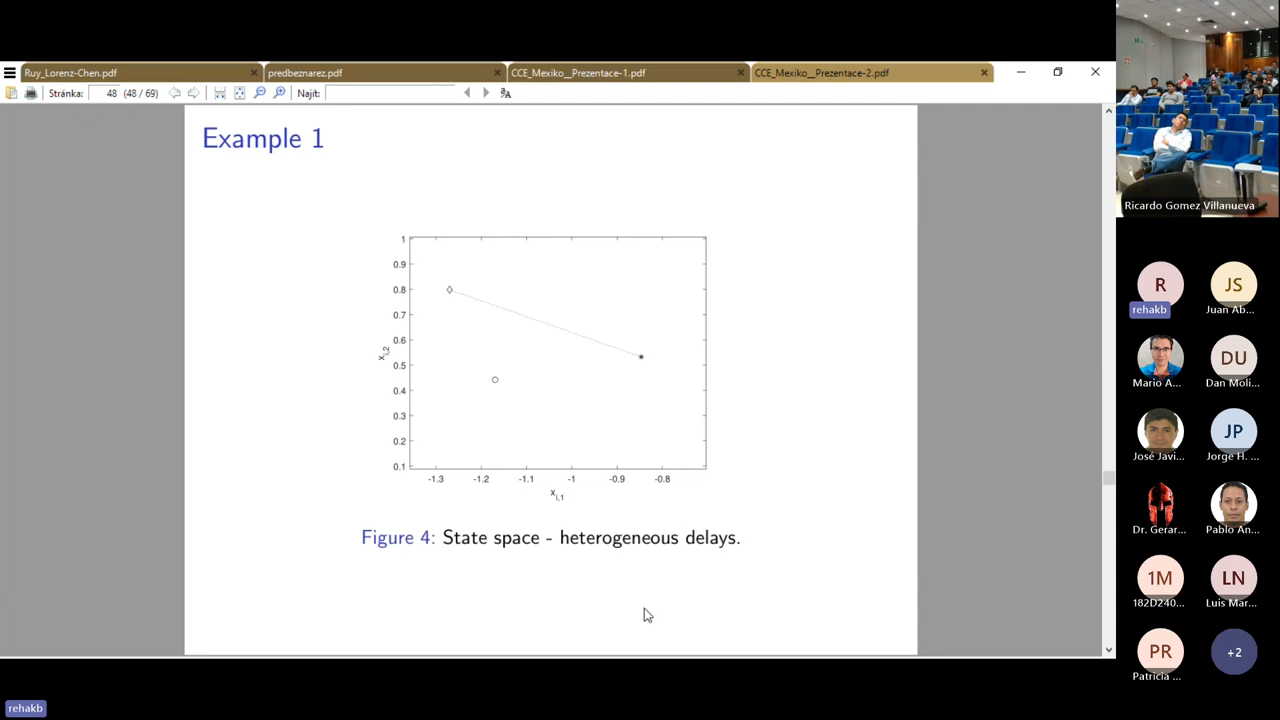 Ruy_Lorenz-Chen.pdf
predbeznarez.pdf
CCE_Mexiko__Prezentace-1.pdf
CCE_Mexiko__Prezentace-2.pdf
Stránka: 48 (48 / 69) Najít:
Example 1
1
0.9
0.8
0.7
0.6
0.5
0.4
0.3
0.2
0.1
x i,2
-1.3 -1.2 -1.1 -1 -0.9 -0.8
x i,1
Figure 4: State space - heterogeneous delays.
Ricardo Gomez Villanueva
R JS
rehakb Juan Ab...
DU
Mario A... Dan Moli...
JP
José Javi... Jorge H. ...
Dr. Gerar... Pablo An...
1M LN
182D240... Luis Mar...
PR +2
Patricia ...
rehakb